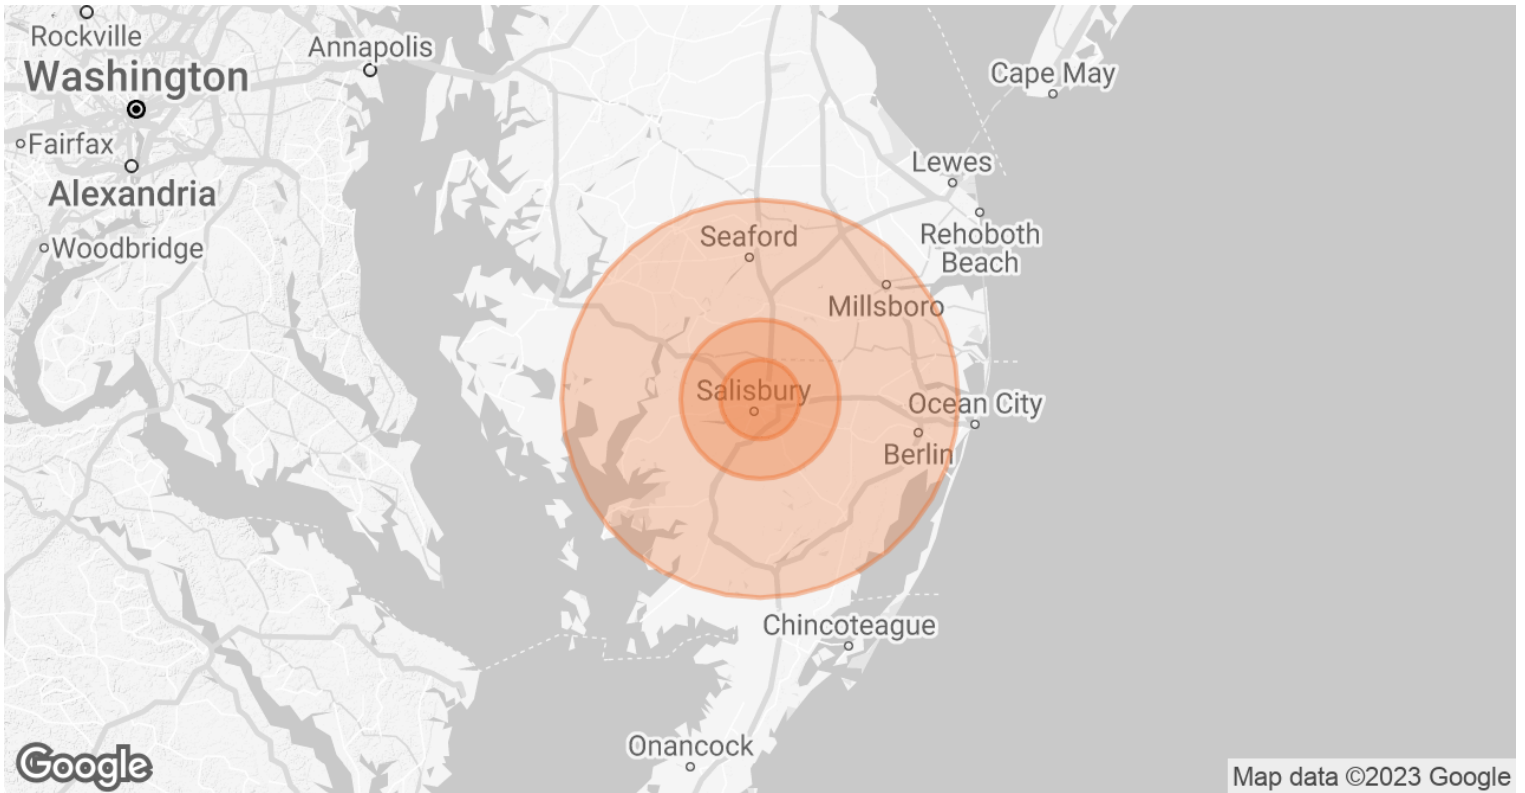 Rockville
Annapolis
Washington
Cape May
Fairfax
Lewes
Alexandria
Seaford
Rehoboth
Beach
Woodbridge
Millsboro
Salisbury
Ocean City
Berlin
Chincoteague
Onancock
Google
Map data ©2023 Google